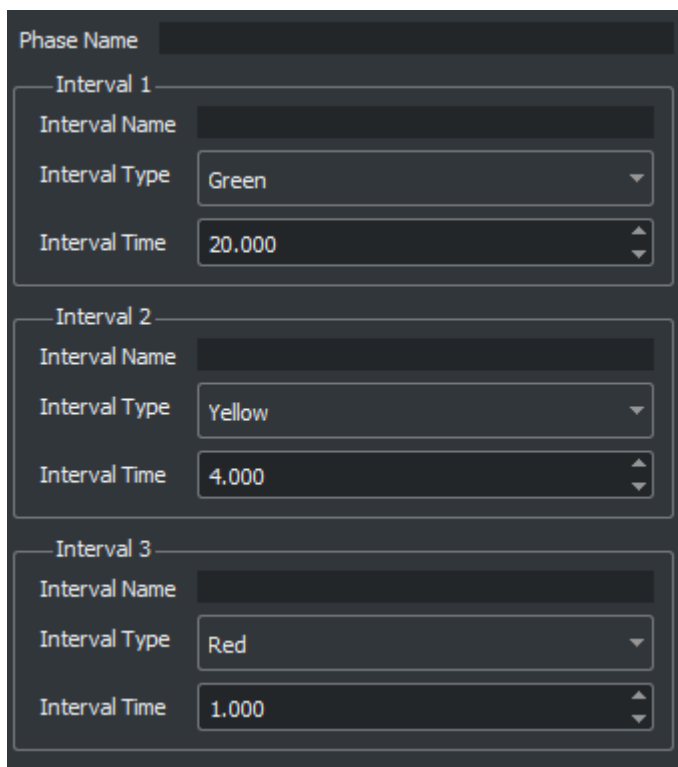 Phase Name
Interval 1
Interval Name
Interval Type Green
Interval Time 20.000
Interval 2
Interval Name
Interval Type Yellow
Interval Time 4.000
Interval 3
Interval Name
Interval Type Red
Interval Time 1.000